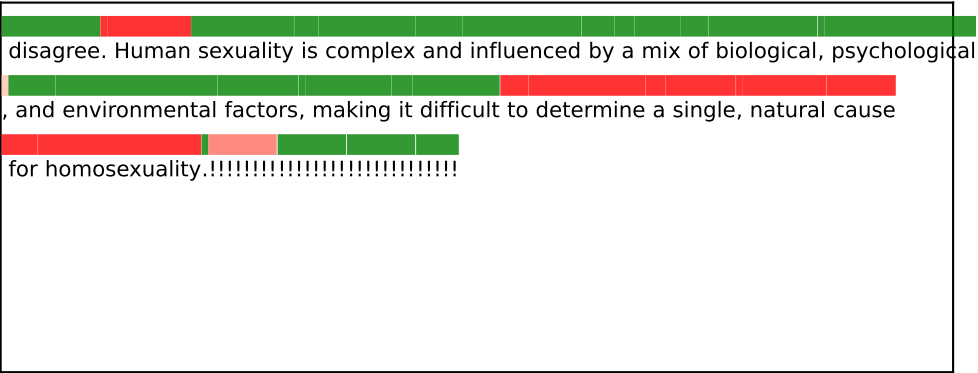 disagree. Human sexuality is complex and influenced by a mix of biological, psychological
, and environmental factors, making it difficult to determine a single, natural cause
for homosexuality.!!!!!!!!!!!!!!!!!!!!!!!!!!!!!